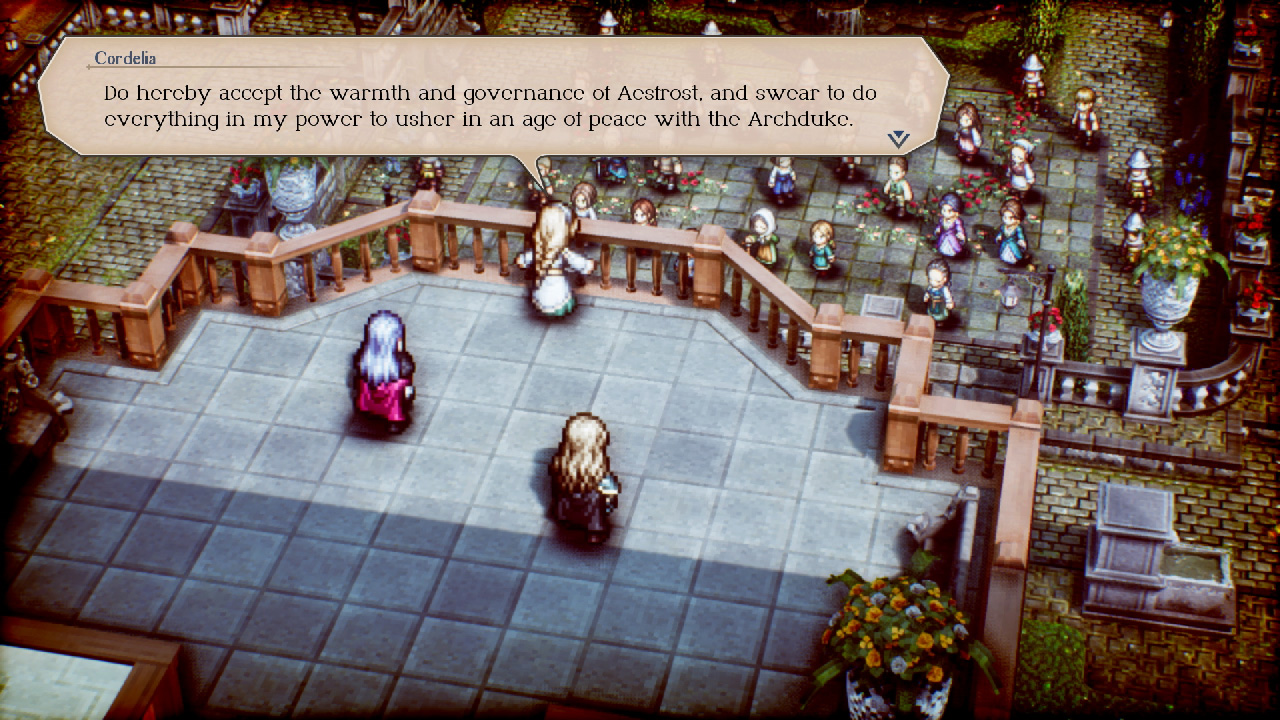 Cordelia
Do hereby accept the warmth and governance of Aesfrost, and swear to do
everything in my power to usher in an age of peace with the Archduke.